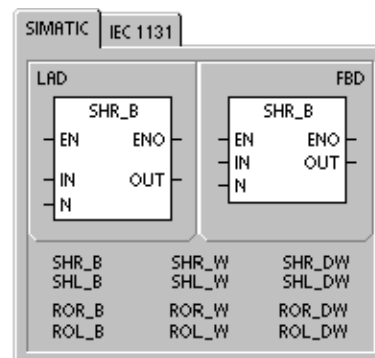 SIMATIC IEC 1131
LAD FBD
SHR_B SHR_B
EN ENO EN ENO
IN OUT IN OUT
N N
SHR_B SHR_W SHR_DW
SHL_B SHL_W SHL_DW
ROR_B ROR_W ROR_DW
ROL_B ROL_W ROL_DW